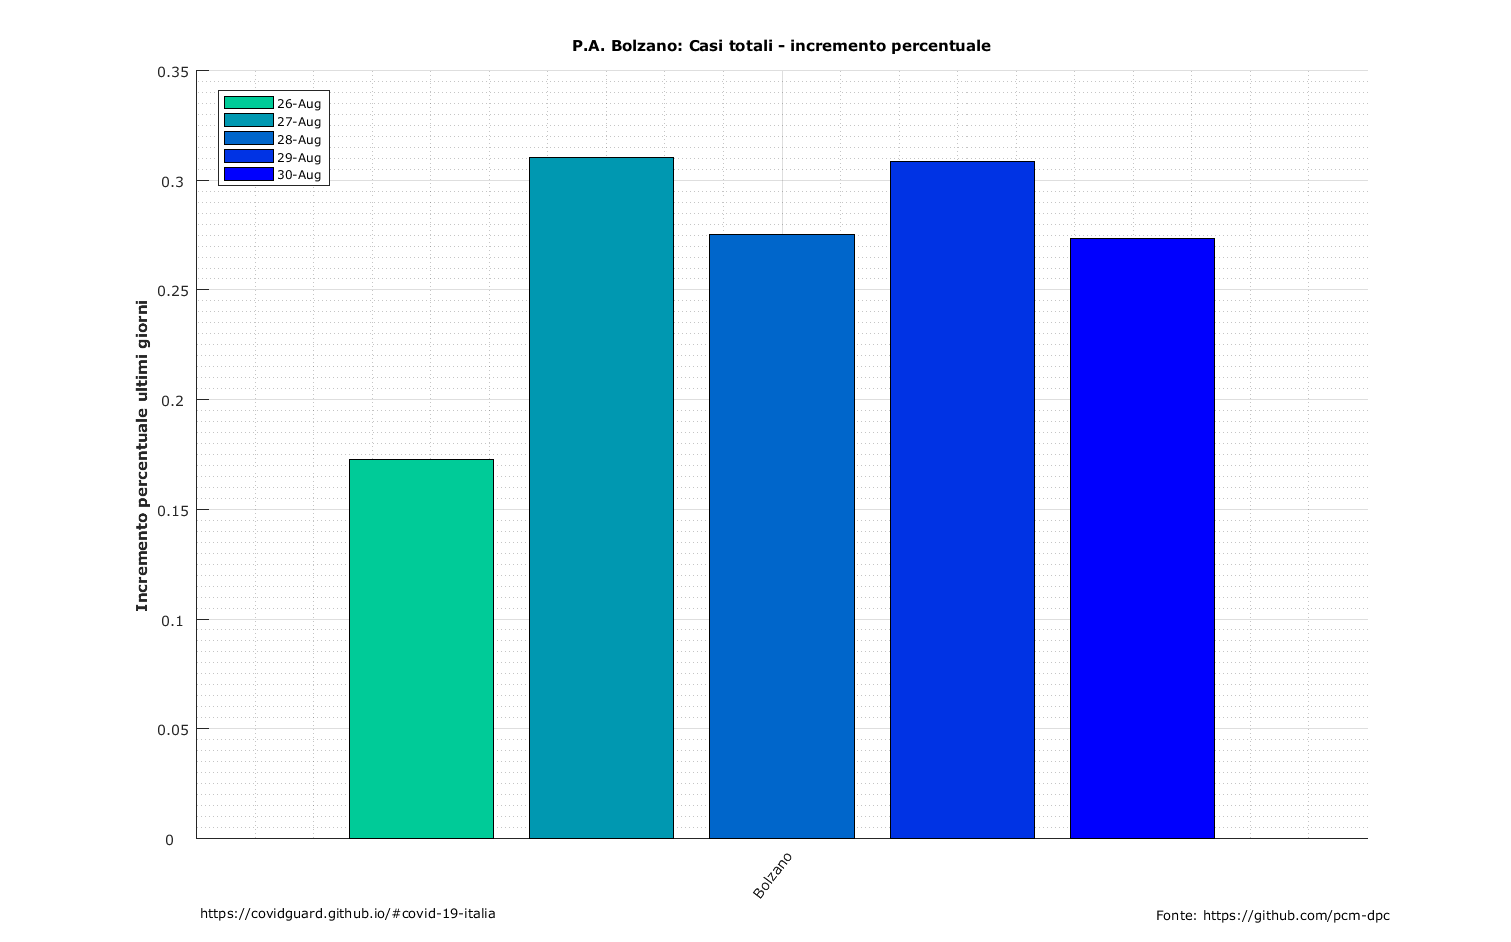 P.A. Bolzano: Casi totali - incremento percentuale
0.35
0.3
0.25
0.2
0.15
0.1
0.05
0
Incremento percentuale ultimi giorni
26-Aug
27-Aug
28-Aug
29-Aug
30-Aug
Bolzano
https://covidguard.github.io/#covid-19-italia
Fonte: https://github.com/pcm-dpc